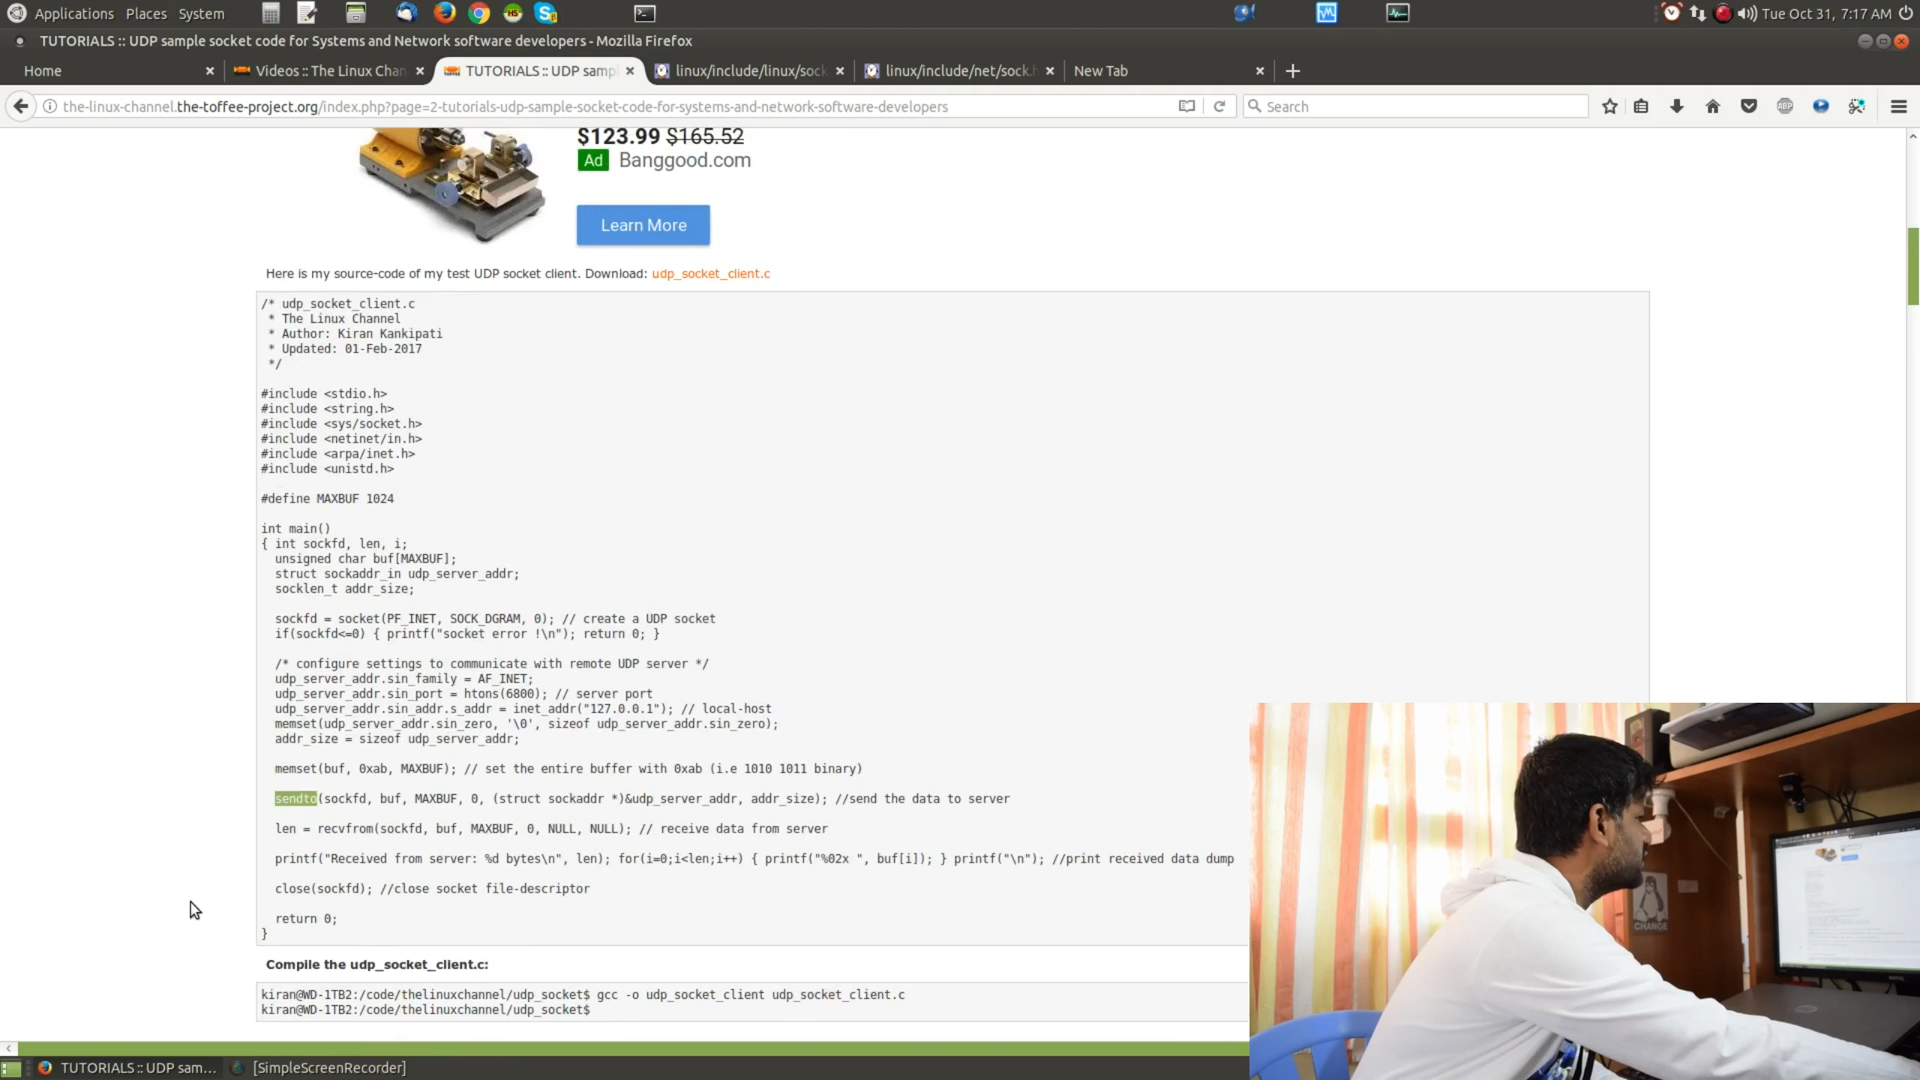 Applications Places System
Tue Oct 31, 7:17 AM
TUTORIALS :: UDP sample socket code for Systems and Network software developers - Mozilla Firefox
Home
Videos :: The Linux Chan
TUTORIALS :: UDP samp
linux/include/linux/sock
linux/include/net/sock.h
New Tab
the-linux-channel.the-toffee-project.org/index.php?page=2-tutorials-udp-sample-socket-code-for-systems-and-network-software-developers
Search
ABP
$123.99 $165.52
Ad Banggood.com
Learn More
Here is my source-code of my test UDP socket client. Download: udp_socket_client.c
/* udp_socket_client.c
* The Linux Channel
* Author: Kiran Kankipati
* Updated: 01-Feb-2017
*/
#include <stdio.h>
#include <string.h>
#include <sys/socket.h>
#include <netinet/in.h>
#include <arpa/inet.h>
#include <unistd.h>
#define MAXBUF 1024
int main()
{ int sockfd, len, i;
unsigned char buf[MAXBUF];
struct sockaddr_in udp_server_addr;
socklen_t addr_size;
sockfd = socket(PF_INET, SOCK_DGRAM, 0); // create a UDP socket
if(sockfd<=0) { printf("socket error !\n"); return 0; }
/* configure settings to communicate with remote UDP server */
udp_server_addr.sin_family = AF_INET;
udp_server_addr.sin_port = htons(6800); // server port
udp_server_addr.sin_addr.s_addr = inet_addr("127.0.0.1"); // local-host
memset(udp_server_addr.sin_zero, '\0', sizeof udp_server_addr.sin_zero);
addr_size = sizeof udp_server_addr;
memset(buf, 0xab, MAXBUF); // set the entire buffer with 0xab (i.e 1010 1011 binary)
sendto(sockfd, buf, MAXBUF, 0, (struct sockaddr *)&udp_server_addr, addr_size); //send the data to server
len = recvfrom(sockfd, buf, MAXBUF, 0, NULL, NULL); // receive data from server
printf("Received from server: %d bytes\n", len); for(i=0;i<len;i++) { printf("%02x ", buf[i]); } printf("\n"); //print received data dump
close(sockfd); //close socket file-descriptor
return 0;
}
CHANGE
Compile the udp_socket_client.c:
kiran@WD-1TB2:/code/thelinuxchannel/udp_socket$ gcc -o udp_socket_client udp_socket_client.c
kiran@WD-1TB2:/code/thelinuxchannel/udp_socket$
TUTORIALS :: UDP sam...
[SimpleScreenRecorder]